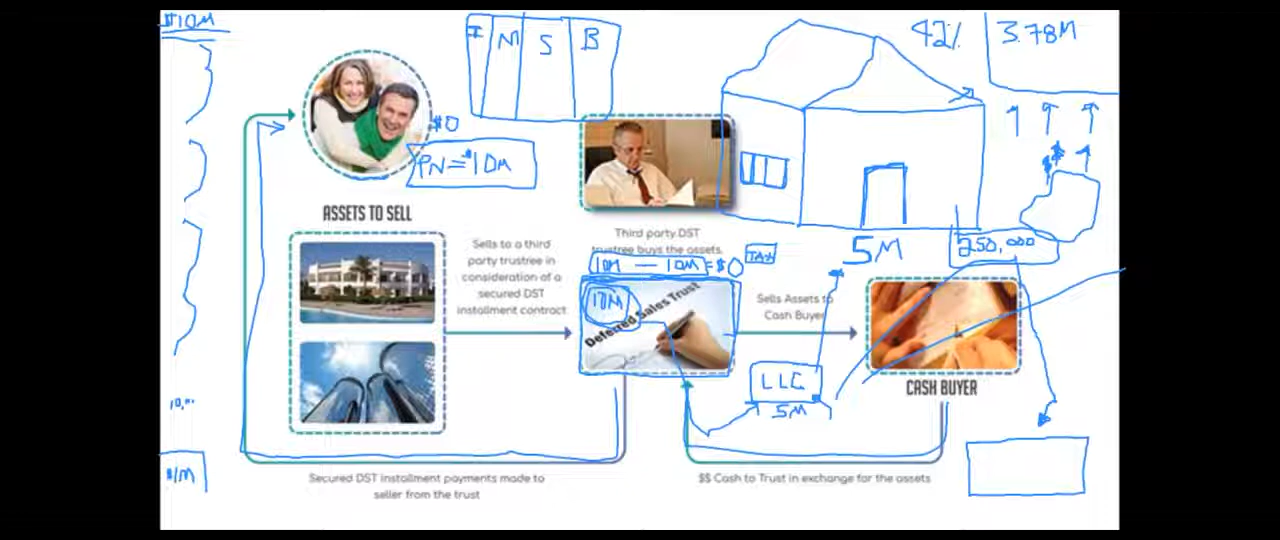 $10M
I M S B
42%
3.78M
$0
PN=$10M
ASSETS TO SELL
Sells to a third
party trustree in
consideration of a
secured DST
installment contract
Third party DST
trustree buys the assets.
10M — 10M = $0
TAX
10M
Deferred Sales Trust
Sells Assets to
Cash Buyer
5M
250,000
LLC
5M
CASH BUYER
Secured DST Installment payments made to
seller from the trust
$$ Cash to Trust in exchange for the assets